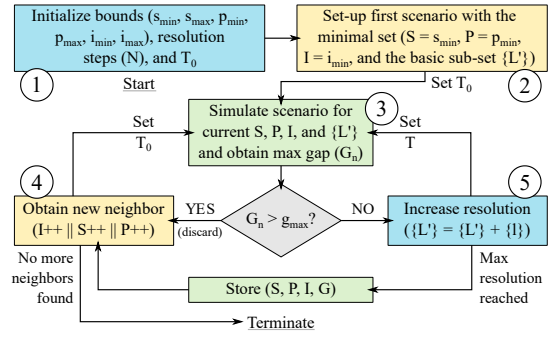 Initialize bounds (s_min, s_max, p_min,
p_max, i_min, i_max), resolution
steps (N), and T_0
1
Start
Set-up first scenario with the
minimal set (S = s_min, P = p_min,
I = i_min, and the basic sub-set {L'})
2
Set T_0
3
Simulate scenario for
current S, P, I, and {L'}
and obtain max gap (G_n)
Set
T_0
Set
T
4
Obtain new neighbor
(I++ || S++ || P++)
YES
(discard)
G_n > g_max?
NO
5
Increase resolution
({L'} = {L'} + {l})
No more
neighbors
found
Store (S, P, I, G)
Max
resolution
reached
Terminate